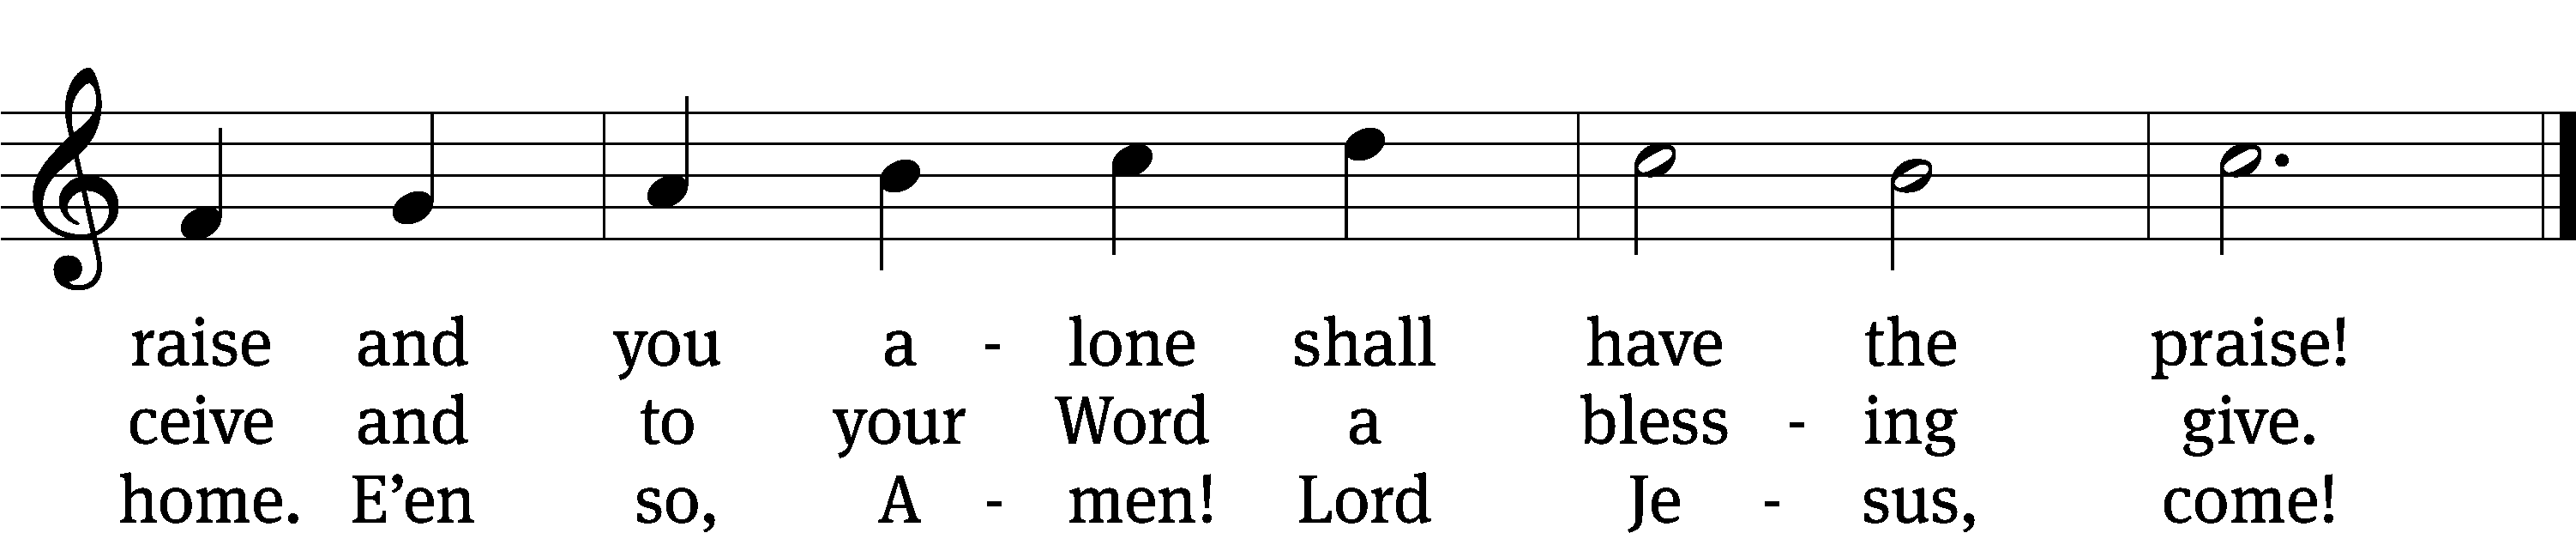 raise and you a - lone shall have the praise!
ceive and to your Word a bless - ing give.
home. E’en so, A - men! Lord Je - sus, come!